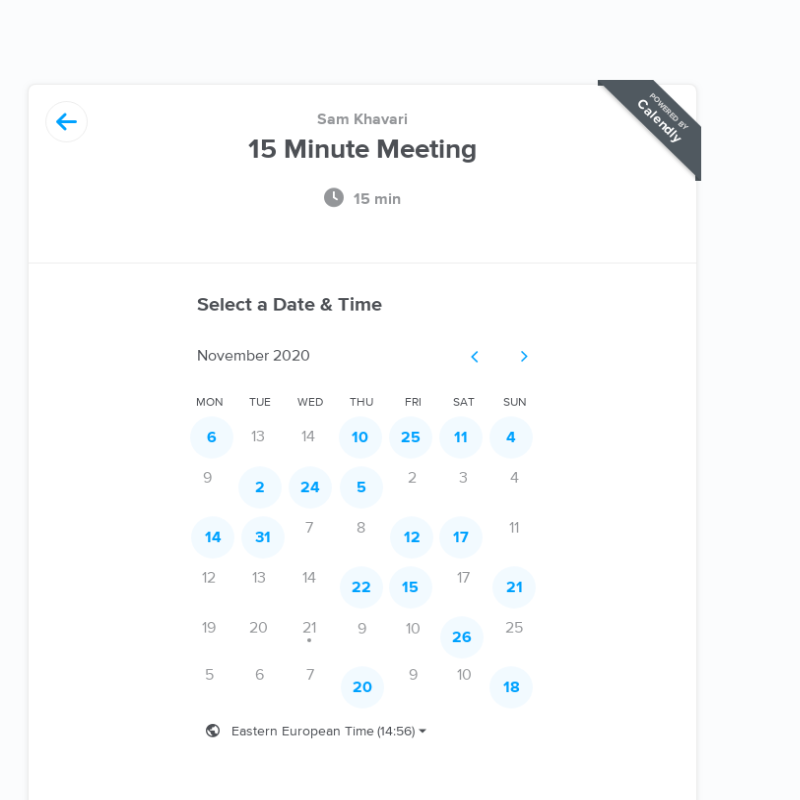 POWERED BY
Calendly
Sam Khavari
15 Minute Meeting
15 min
Select a Date & Time
November 2020
MON TUE WED THU FRI SAT SUN
6 13 14 10 25 11 4
9 2 24 5 2 3 4
14 31 7 8 12 17 11
12 13 14 22 15 17 21
19 20 21 9 10 26 25
5 6 7 20 9 10 18
Eastern European Time (14:56)